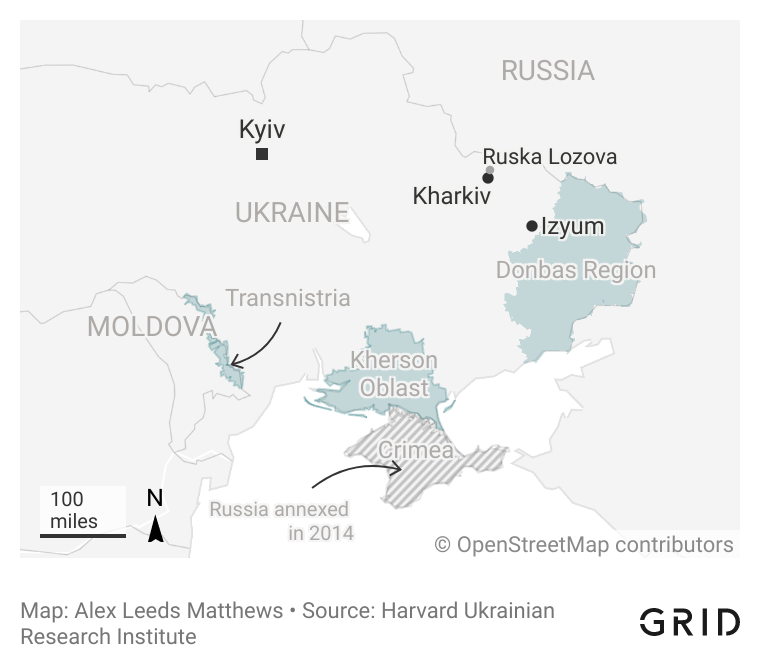 RUSSIA
Kyiv
Ruska Lozova
Kharkiv
UKRAINE
Izyum
Donbas Region
Transnistria
MOLDOVA
Kherson
Oblast
Crimea
Russia annexed
in 2014
100
miles
N
© OpenStreetMap contributors
Map: Alex Leeds Matthews • Source: Harvard Ukrainian
Research Institute
GRID